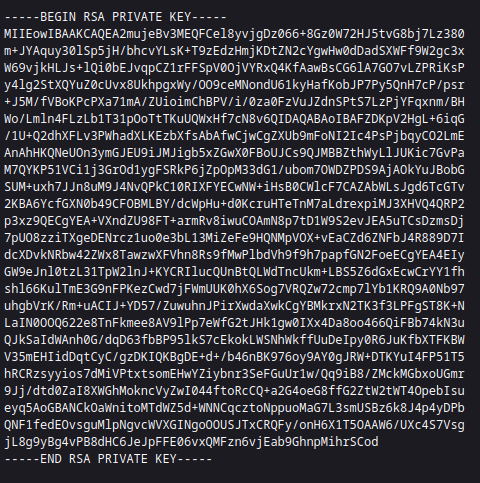 -----BEGIN RSA PRIVATE KEY-----
MIIEowIBAAKCAQEA2mujeBv3MEQFCel8yvjgDz066+8Gz0W72HJ5tvG8bj7Lz380
m+JYAquy30lSp5jH/bhcvYLsK+T9zEdzHmjKDtZN2cYgwHw0dDadSXWFf9W2gc3x
W69vjkHLJs+lQi0bEJvqpCZ1rFFSpV0OjVYRxQ4KfAawBsCG6lA7GO7vLZPRiKsP
y4lg2StXQYuZ0cUvx8UkhpgxWy/OO9ceMNondU61kyHafKobJP7Py5QnH7cP/psr
+J5M/fVBoKPcPXa71mA/ZUioimChBPV/i/0za0FzVuJZdnSPtS7LzPjYFqxnm/BH
Wo/Lmln4FLzLb1T31pOoTtTKuUQWxHf7cN8v6QIDAQABAoIBAFZDKpV2HgL+6iqG
/1U+Q2dhXFLv3PWhadXLKEzbXfsAbAfwCjwCgZXUb9mFoNI2Ic4PsPjbqyCO2LmE
AnAhHKQNeUOn3ymGJEU9iJMJigb5xZGwX0FBoUJCs9QJMBBZthWyLlJUKic7GvPa
M7QYKP51VCi1j3GrOd1ygFSRkP6jZpOpM33dG1/ubom7OWDZPDS9AjAOkYuJBobG
SUM+uxh7JJn8uM9J4NvQPkC10RIXFYECwNW+iHsB0CWlcF7CAZAbWLsJgd6TcGTv
2KBA6YcfGXN0b49CFOBMLBY/dcWpHu+d0KcruHTeTnM7aLdrexpiMJ3XHVQ4QRP2
p3xz9QECgYEA+VXndZU98FT+armRv8iwuCOAmN8p7tD1W9S2evJEA5uTCsDzmsDj
7pUO8zziTXgeDENrcz1uo0e3bL13MiZeFe9HQNMpVOX+vEaCZd6ZNFbJ4R889D7I
dcXDvkNRbw42ZWx8TawzwXFVhn8Rs9fMwPlbdVh9f9h7papfGN2FoeECgYEA4EIy
GW9eJnl0tzL31TpW2lnJ+KYCRIlucQUnBtQLWdTncUkm+LBS5Z6dGxEcwCrYY1fh
shl66KulTmE3G9nFPKezCwd7jFWmUUK0hX6Sog7VRQZw72cmp7lYb1KRQ9A0Nb97
uhgbVrK/Rm+uACIJ+YD57/ZuwuhnJPirXwdaXwkCgYBMkrxN2TK3f3LPFgST8K+N
LaIN0OOQ622e8TnFkmee8AV9lPp7eWfG2tJHk1gw0IXx4Da8oo466QiFBb74kN3u
QJkSaIdWAnh0G/dqD63fbBP95lkS7cEkokLWSNhWkffUuDeIpy0R6JuKfbXTFKBW
V35mEHIidDqtCyC/gzDKIQKBgDE+d+/b46nBK976oy9AY0gJRW+DTKYuI4FP51T5
hRCRzsyyios7dMiVPtxtsomEHwYZiybnr3SeFGuUr1w/Qq9iB8/ZMckMGbxoUGmr
9Jj/dtd0ZaI8XWGhMokncVyZwI044ftoRcCQ+a2G4oeG8ffG2ZtW2tWT4OpebIsu
eyq5AoGBANCkOaWnitoMTdWZ5d+WNNCqcztoNppuoMaG7L3smUSBz6k8J4p4yDPb
QNF1fedEOvsguMlpNgvcWVXGINgoOOUSJTxCRQFy/onH6X1T5OAAW6/UXc4S7Vsg
jL8g9yBg4vPB8dHC6JeJpFFE06vxQMFzn6vjEab9GhnpMihrSCod
-----END RSA PRIVATE KEY-----